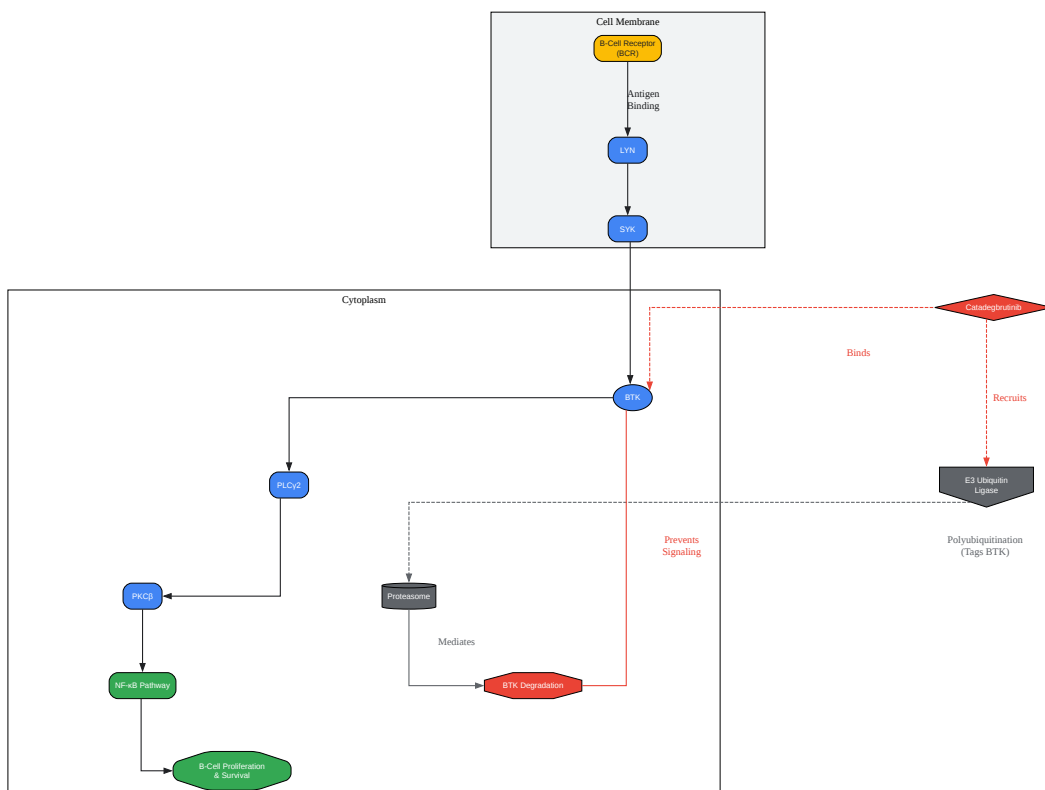 Cell Membrane
B-Cell Receptor
(BCR)
Antigen
Binding
LYN
SYK
Cytoplasm
Catadegbrutinib
Binds
BTK
Recruits
PLCγ2
E3 Ubiquitin
Ligase
Prevents
Signaling
Polyubiquitination
(Tags BTK)
PKCβ
Proteasome
Mediates
NF-κB Pathway
BTK Degradation
B-Cell Proliferation
& Survival